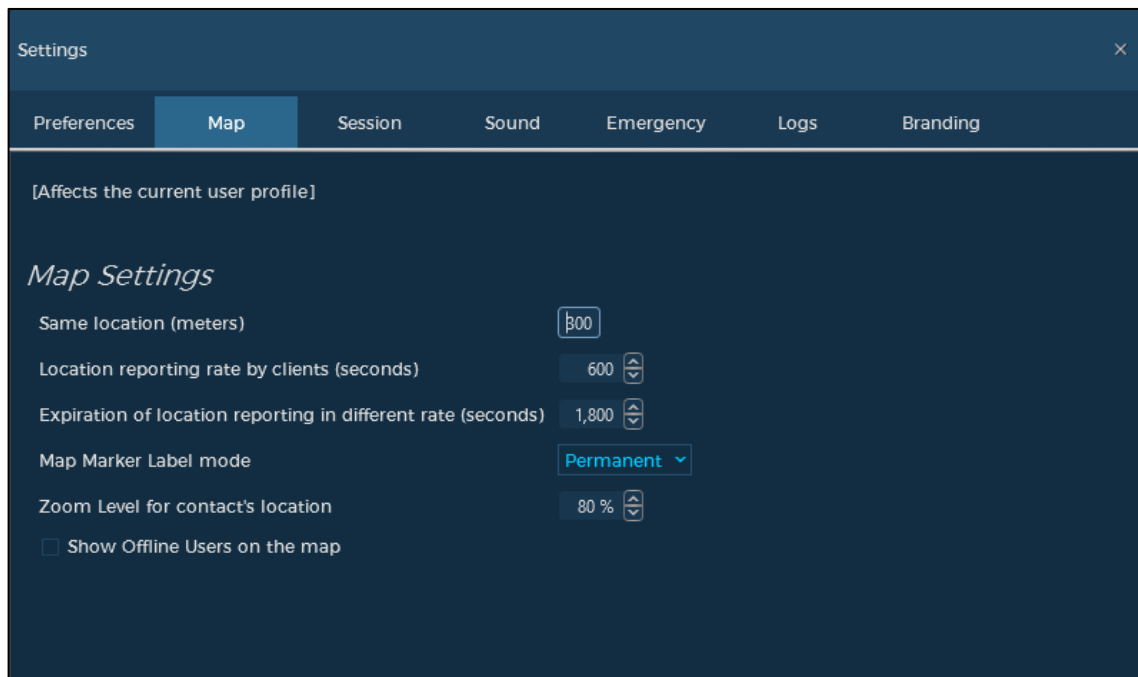 Settings ×
Preferences Map Session Sound Emergency Logs Branding
[Affects the current user profile]
Map Settings
Same location (meters) 300
Location reporting rate by clients (seconds) 600
Expiration of location reporting in different rate (seconds) 1,800
Map Marker Label mode Permanent
Zoom Level for contact's location 80 %
Show Offline Users on the map